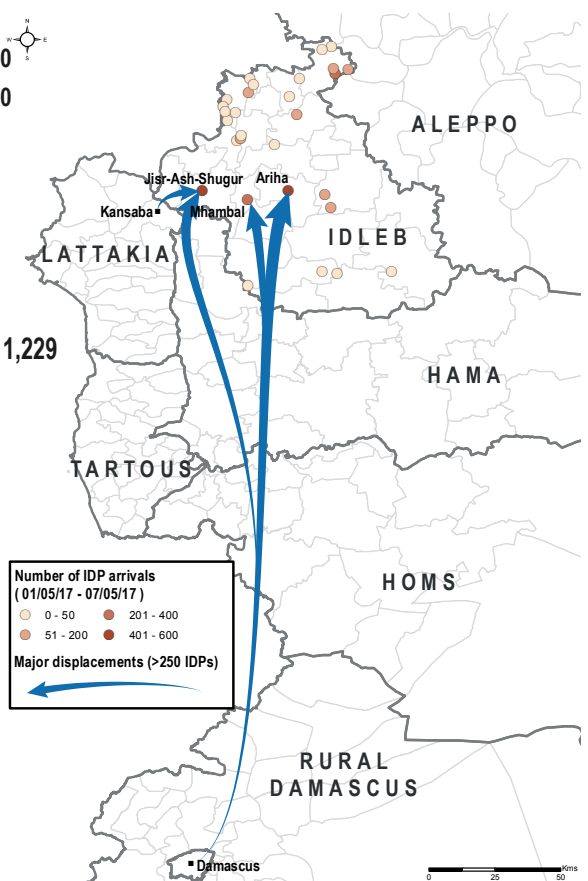 N
W E
S
0
0
ALEPPO
Jisr-Ash-Shugur Ariha
Kansaba Mhambal
IDLEB
LATTAKIA
1,229
HAMA
TARTOUS
HOMS
Number of IDP arrivals
( 01/05/17 - 07/05/17 )
0 - 50 201 - 400
51 - 200 401 - 600
Major displacements (>250 IDPs)
RURAL
DAMASCUS
Damascus
Kms
0 25 50